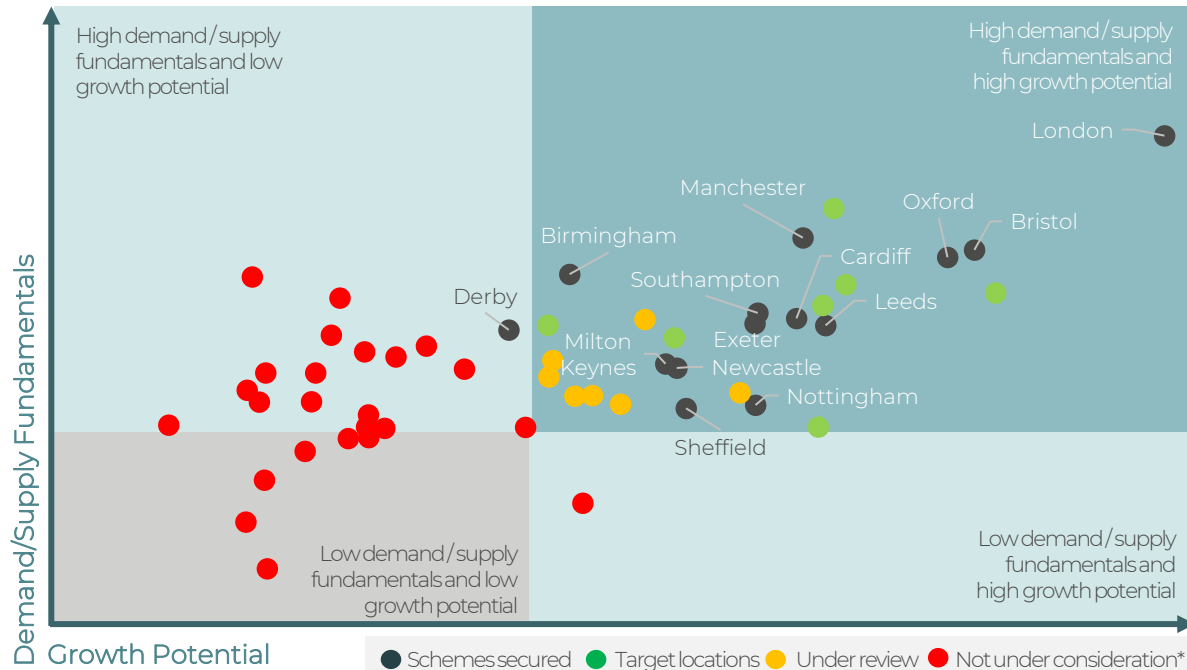 High demand / supply
fundamentals and low
growth potential
High demand / supply
fundamentals and
high growth potential
London
Manchester
Oxford
Bristol
Birmingham
Cardiff
Southampton
Derby
Leeds
Milton
Keynes
Exeter
Newcastle
Nottingham
Sheffield
Low demand / supply
fundamentals and low
growth potential
Low demand / supply
fundamentals and
high growth potential
Demand/Supply Fundamentals
Growth Potential
Schemes secured
Target locations
Under review
Not under consideration*